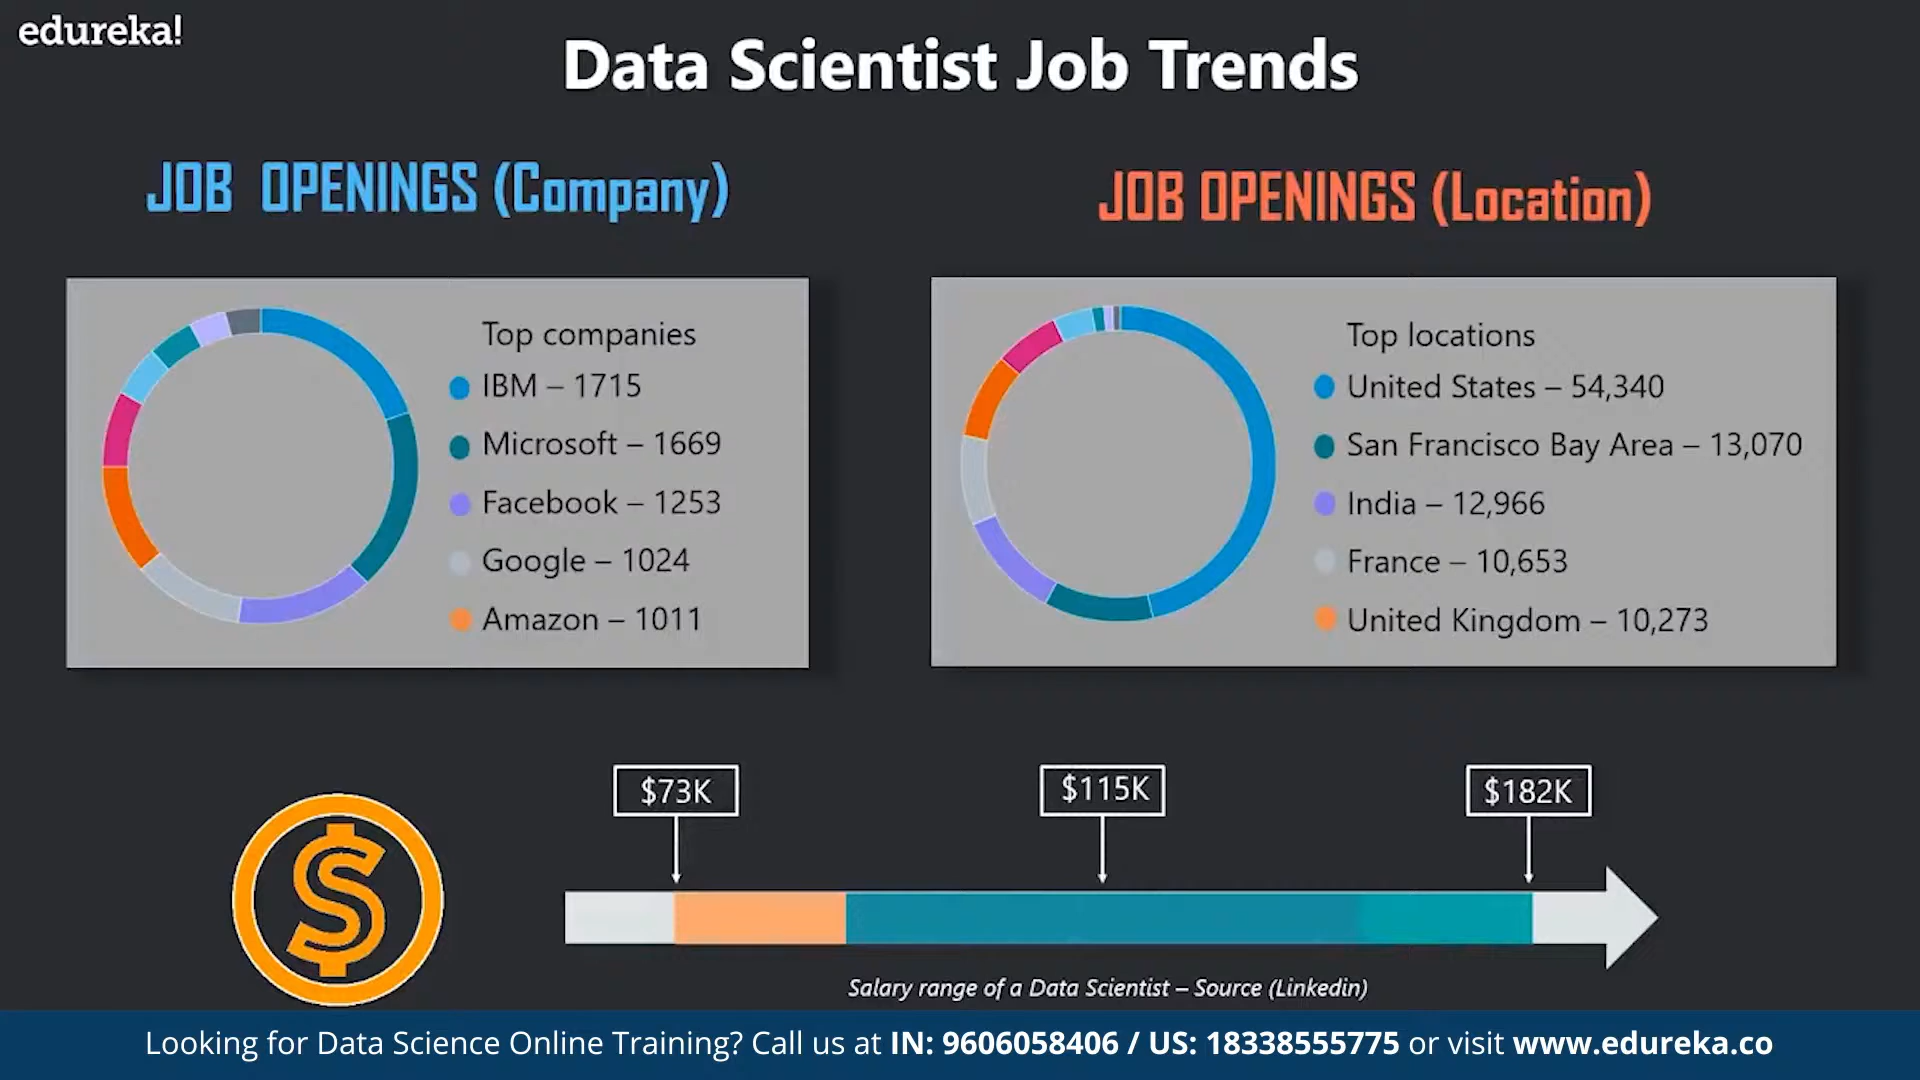 edureka!
Data Scientist Job Trends
JOB OPENINGS (Company)
JOB OPENINGS (Location)
Top companies
IBM – 1715
Microsoft – 1669
Facebook – 1253
Google – 1024
Amazon – 1011
Top locations
United States – 54,340
San Francisco Bay Area – 13,070
India – 12,966
France – 10,653
United Kingdom – 10,273
$73K
$115K
$182K
$
Salary range of a Data Scientist – Source (Linkedin)
Looking for Data Science Online Training? Call us at IN: 9606058406 / US: 18338555775 or visit www.edureka.co